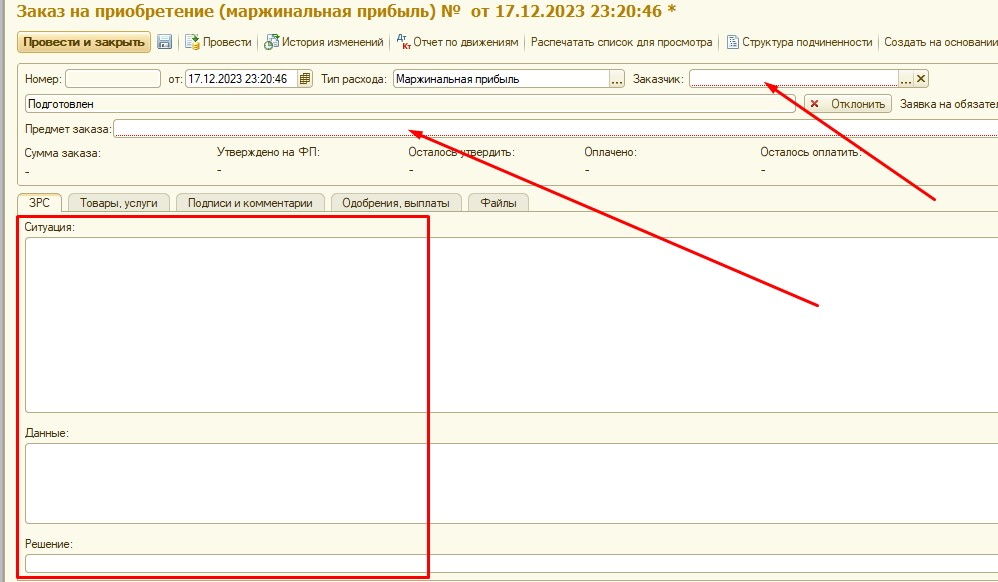 Заказ на приобретение (маржинальная прибыль) № от 17.12.2023 23:20:46 *
Провести и закрыть Провести История изменений Дт Кт Отчет по движениям Распечатать список для просмотра Структура подчиненности Создать на основании
Номер: от: 17.12.2023 23:20:46 Тип расхода: Маржинальная прибыль ... Заказчик: ... ×
Подготовлен Отклонить Заявка на обязател
Предмет заказа:
Сумма заказа: Утверждено на ФП: Осталось утвердить: Оплачено: Осталось оплатить:
- - - - -
ЗРС Товары, услуги Подписи и комментарии Одобрения, выплаты Файлы
Ситуация:
Данные:
Решение: